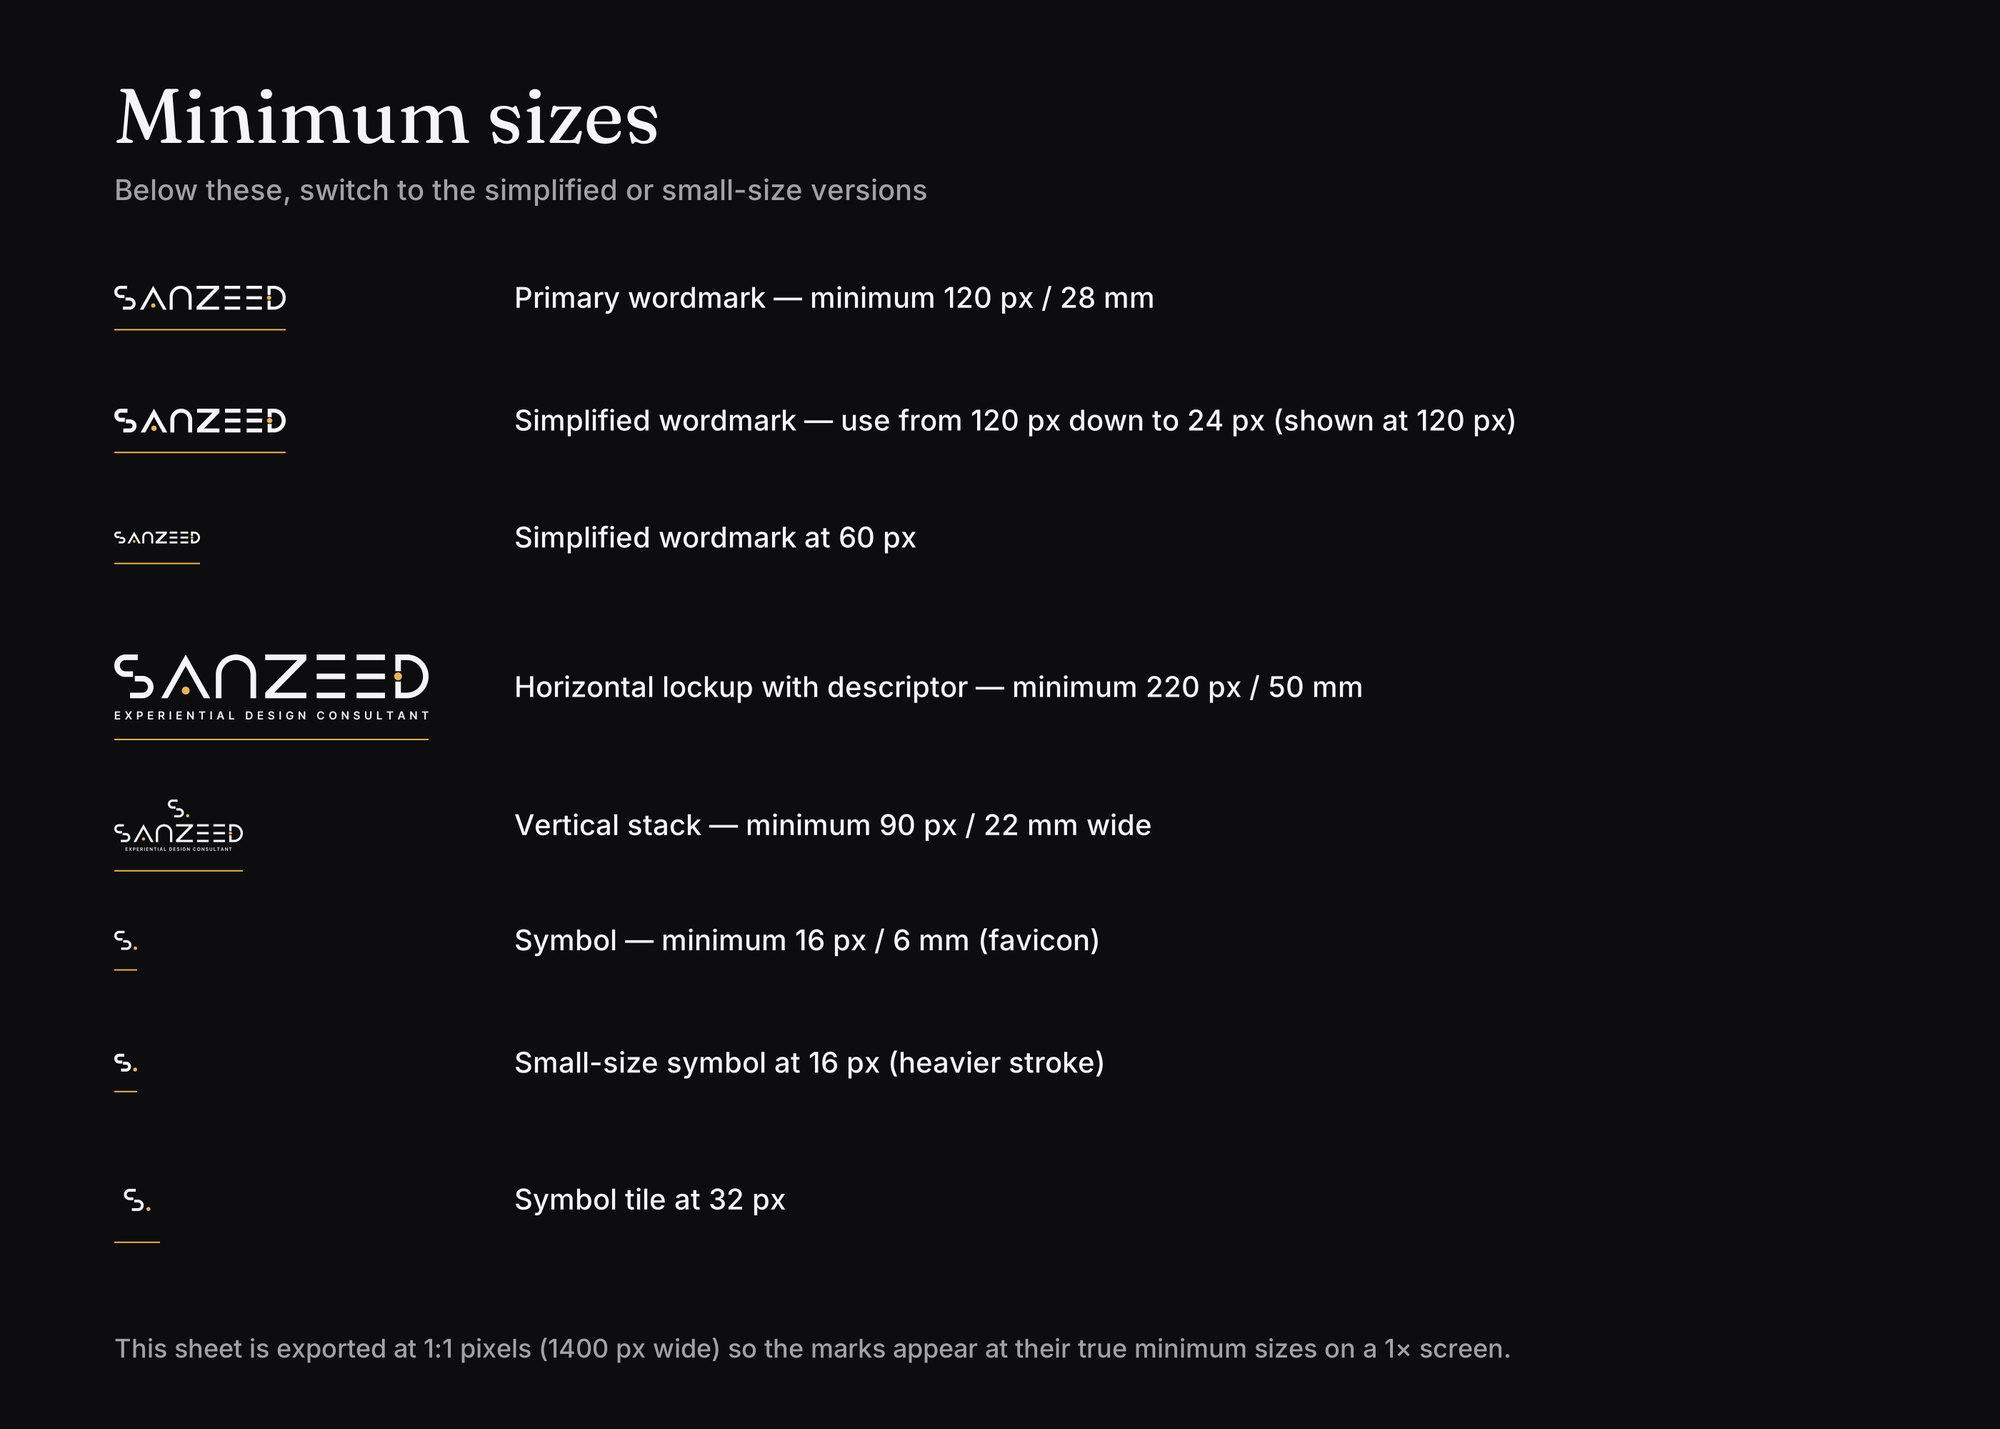 Minimum sizes
Below these, switch to the simplified or small-size versions
SANZEED
Primary wordmark — minimum 120 px / 28 mm
SANZEED
Simplified wordmark — use from 120 px down to 24 px (shown at 120 px)
SANZEED
Simplified wordmark at 60 px
SANZEED
EXPERIENTIAL DESIGN CONSULTANT
Horizontal lockup with descriptor — minimum 220 px / 50 mm
S.
SANZEED
EXPERIENTIAL DESIGN CONSULTANT
Vertical stack — minimum 90 px / 22 mm wide
S.
Symbol — minimum 16 px / 6 mm (favicon)
S.
Small-size symbol at 16 px (heavier stroke)
S.
Symbol tile at 32 px
This sheet is exported at 1:1 pixels (1400 px wide) so the marks appear at their true minimum sizes on a 1× screen.